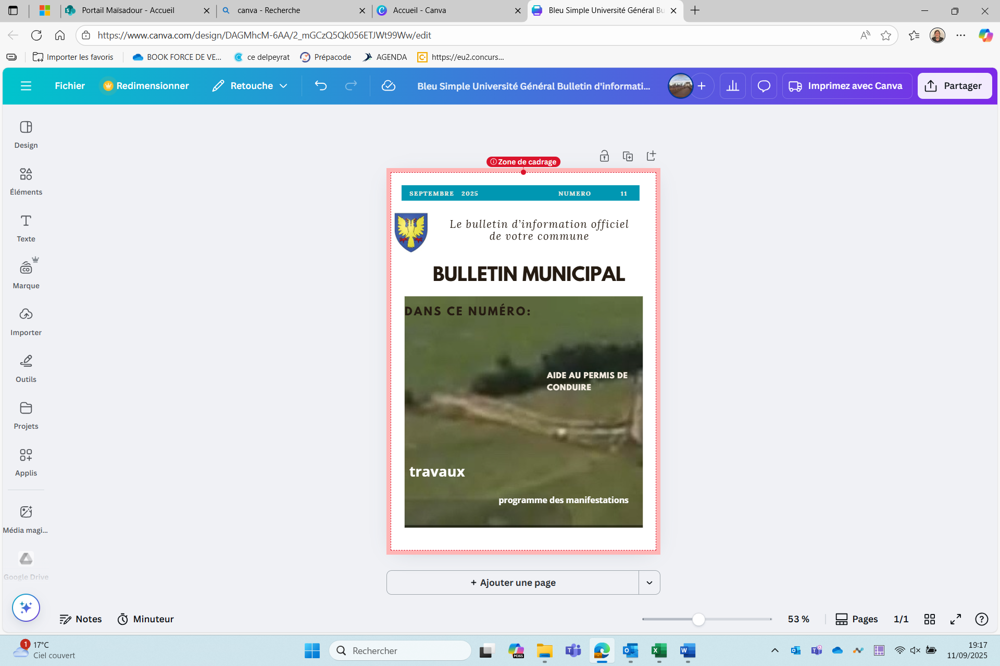 Portail Maïsadour - Accueil
canva - Recherche
Accueil - Canva
Bleu Simple Université Général Bu
https://www.canva.com/design/DAGMhcM-6AA/2_mGCzQ5Qk056ETJWt99Ww/edit
Importer les favoris
BOOK FORCE DE VE...
ce delpeyrat
Prépacode
AGENDA
https://eu2.concurs...
Fichier
Redimensionner
Retouche
Bleu Simple Université Général Bulletin d'informati...
Imprimez avec Canva
Partager
Design
Éléments
Texte
CO
Marque
Importer
Outils
Projets
Applis
Média magi...
Google Drive
Zone de cadrage
SEPTEMBRE 2025 NUMERO 11
Le bulletin d'information officiel
de votre commune
BULLETIN MUNICIPAL
DANS CE NUMÉRO:
AIDE AU PERMIS DE
CONDUIRE
travaux
programme des manifestations
+ Ajouter une page
Notes
Minuteur
53 %
Pages
1/1
1
17°C
Ciel couvert
Rechercher
M365
19:17
11/09/2025